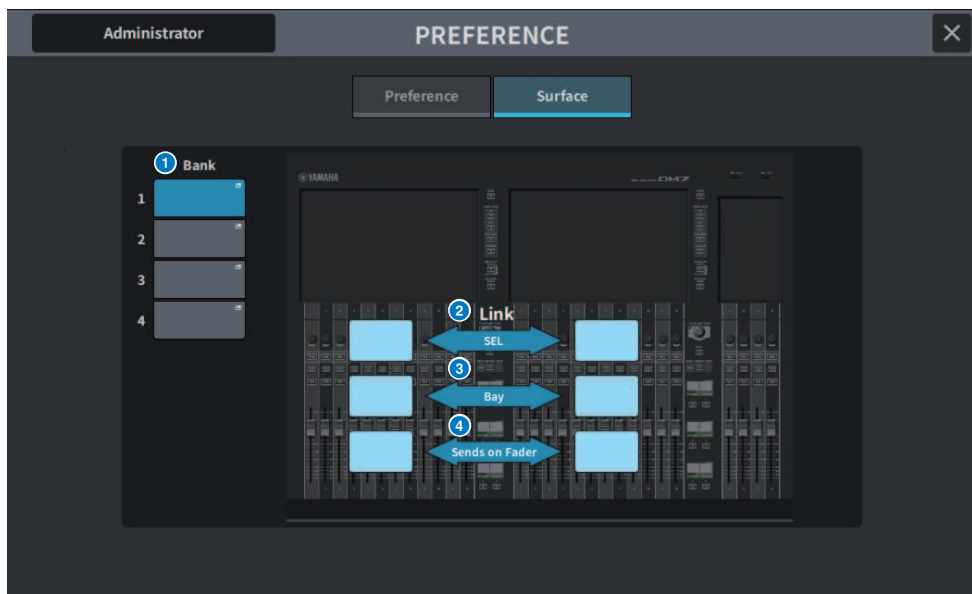 Administrator
PREFERENCE
Preference
Surface
1 Bank
1
2
3
4
YAMAHA
DM7
2 Link
SEL
3
Bay
4
Sends on Fader